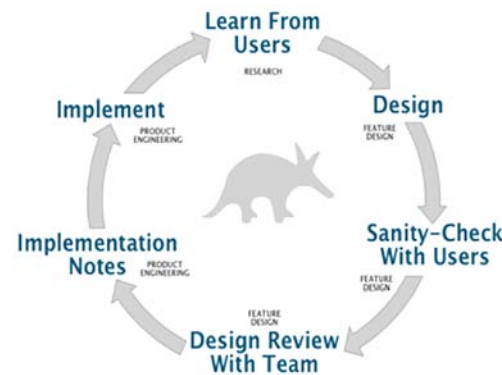 Learn From
Users
RESEARCH
Design
FEATURE
DESIGN
Sanity-Check
With Users
FEATURE
DESIGN
Design Review
With Team
FEATURE
DESIGN
Implementation
Notes
PRODUCT
ENGINEERING
Implement
PRODUCT
ENGINEERING